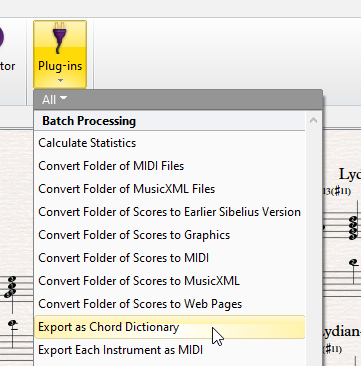 tor
Plug-ins
All
Batch Processing
Calculate Statistics
Convert Folder of MIDI Files
Convert Folder of MusicXML Files
Convert Folder of Scores to Earlier Sibelius Version
Convert Folder of Scores to Graphics
Convert Folder of Scores to MIDI
Convert Folder of Scores to MusicXML
Convert Folder of Scores to Web Pages
Export as Chord Dictionary
Export Each Instrument as MIDI
Lyd
13(♯11)
Lydian-
(♯11)